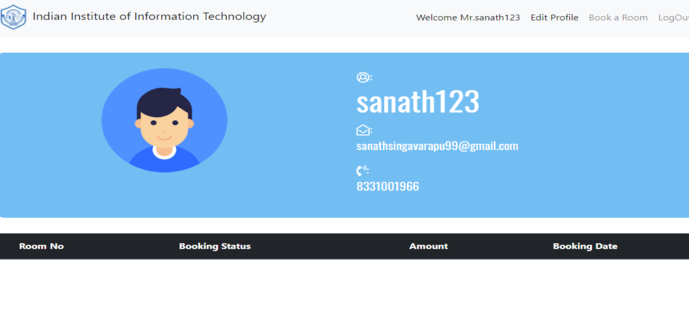 Indian Institute of Information Technology
Welcome Mr.sanath123 Edit Profile Book a Room LogOut
sanath123
sanathsingavarapu99@gmail.com
8331001966
Room No Booking Status Amount Booking Date